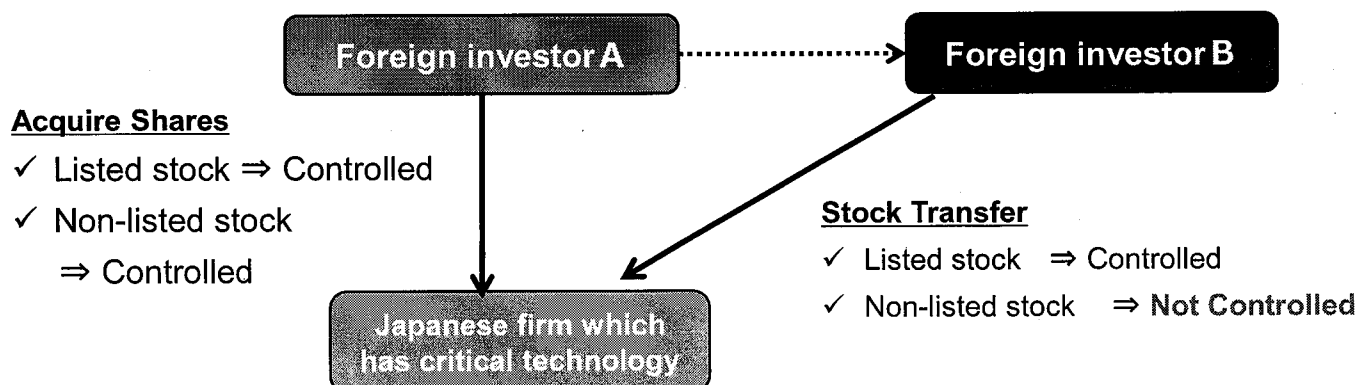 Foreign investor A
Foreign investor B
Acquire Shares
✓ Listed stock ⇒ Controlled
✓ Non-listed stock
⇒ Controlled
Stock Transfer
✓ Listed stock ⇒ Controlled
✓ Non-listed stock ⇒ Not Controlled
Japanese firm which
has critical technology